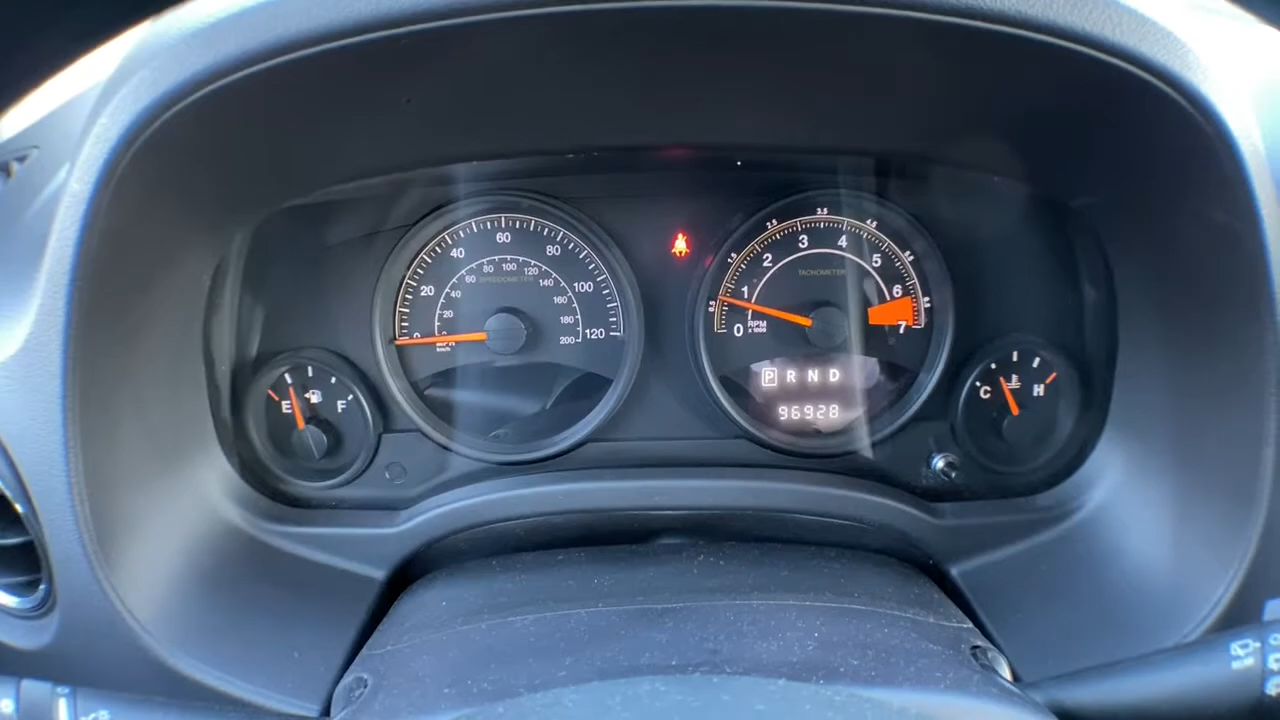 20 40 60 80 100 120
20 40 60 80 100 120 140 160 180 200
SPEEDOMETER
MPH
km/h
0 1 2 3 4 5 6 7
0.5 1.5 2.5 3.5 4.5 5.5 6.5
TACHOMETER
RPM
X 1000
P R N D
96928
E F
C H